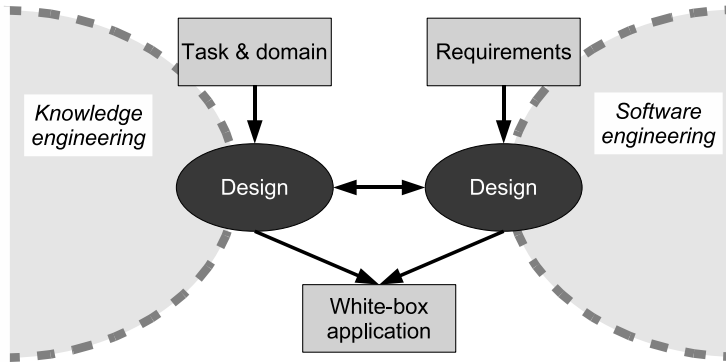 Task & domain
Requirements
Knowledge
engineering
Software
engineering
Design
Design
White-box
application